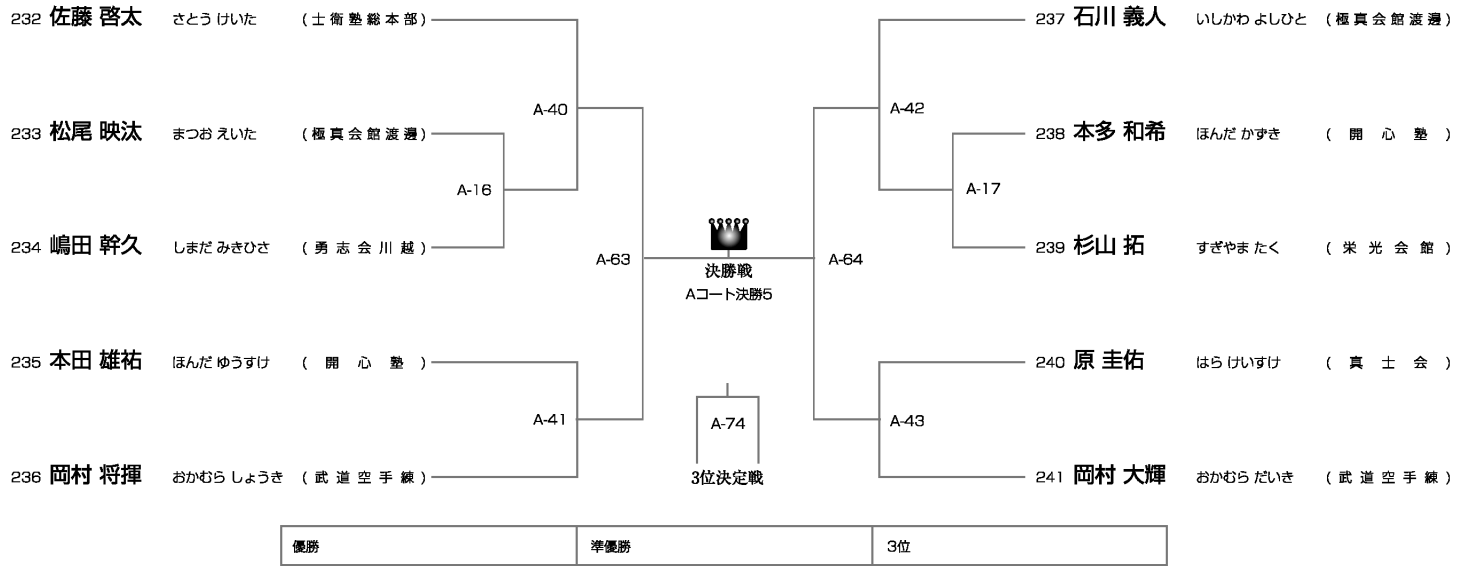 232 佐藤 啓太 さとう けいた (士衛塾総本部)
A-40
233 松尾 映汰 まつお えいた (極真会館渡邊)
A-16
234 嶋田 幹久 しまだ みきひさ (勇志会川越)
A-63
235 本田 雄祐 ほんだ ゆうすけ (開心塾)
A-41
236 岡村 将揮 おかむら しょうき (武道空手練)
決勝戦
Aコート決勝5
A-74
3位決定戦
237 石川 義人 いしかわ よしひと (極真会館渡邊)
A-42
238 本多 和希 ほんだ かずき (開心塾)
A-17
239 杉山 拓 すぎやま たく (栄光会館)
A-64
240 原 圭佑 はら けいすけ (真士会)
A-43
241 岡村 大輝 おかむら だいき (武道空手練)
優勝 準優勝 3位